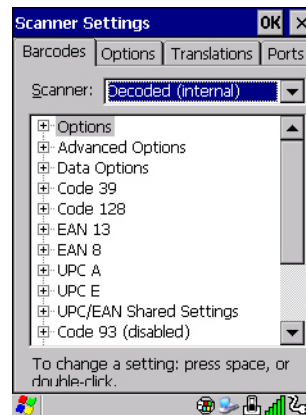 Scanner Settings OK ×
Barcodes Options Translations Ports
Scanner: Decoded (internal)
Options
Advanced Options
Data Options
Code 39
Code 128
EAN 13
EAN 8
UPC A
UPC E
UPC/EAN Shared Settings
Code 93 (disabled)
To change a setting: press space, or
double-click.